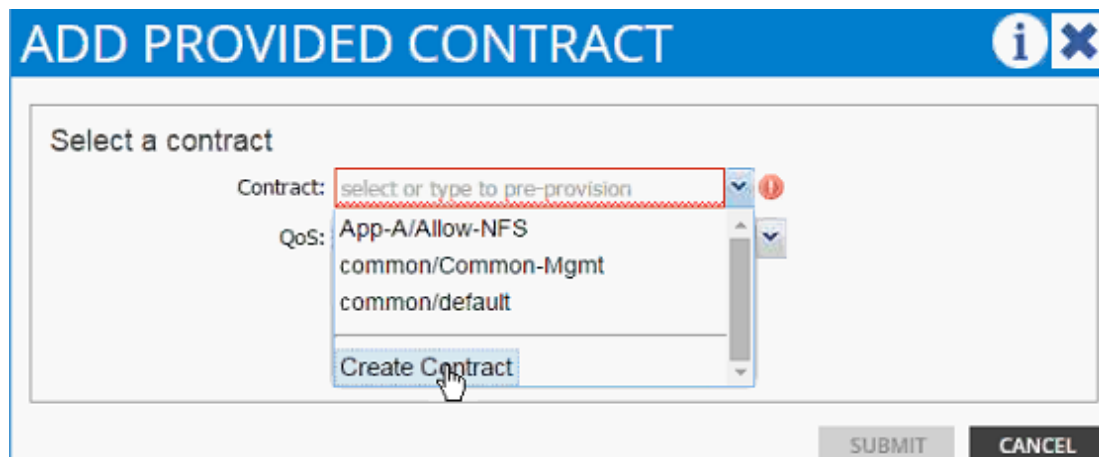 ADD PROVIDED CONTRACT
Select a contract
Contract: select or type to pre-provision
QoS:
App-A/Allow-NFS
common/Common-Mgmt
common/default
Create Contract
SUBMIT CANCEL